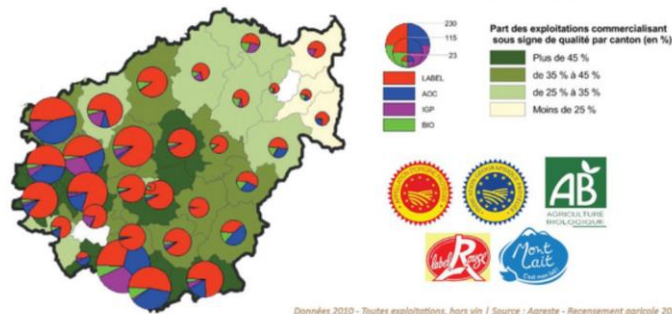 230
115
23
LABEL
AOC
IGP
BIO
Part des exploitations commercialisant
sous signe de qualité par canton (en %)
Plus de 45 %
de 35 % à 45 %
de 25 % à 35 %
Moins de 25 %
AB
AGRICULTURE
BIOLOGIQUE
label
Rouge
Mont
Lait
Données 2010 - Toutes exploitations, hors vin | Source : Agreste - Recensement agricole 20